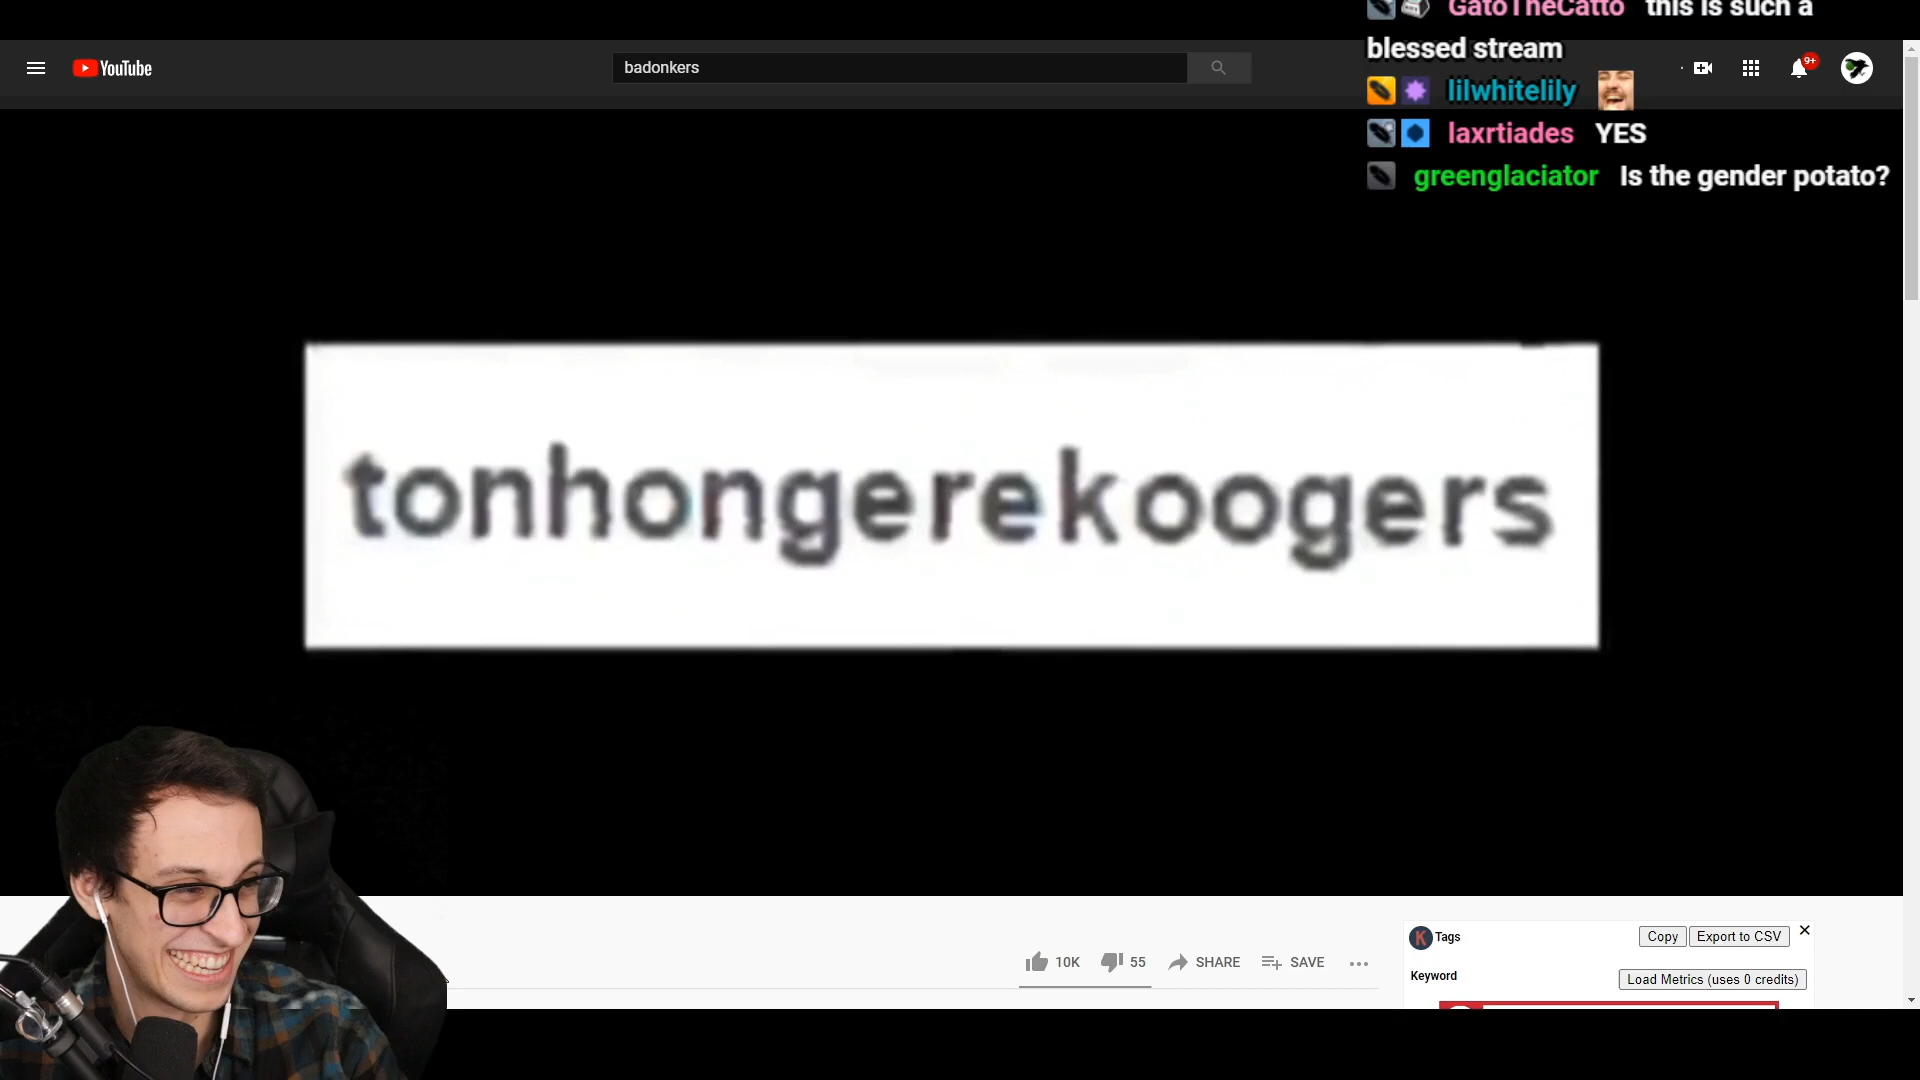 GatoTheCatto this is such a
blessed stream
YouTube
badonkers
9+
lilwhitelily
laxrtiades YES
greenglaciator Is the gender potato?
tonhongerekoogers
10K 55 SHARE SAVE
K Tags Copy Export to CSV
Keyword Load Metrics (uses 0 credits)